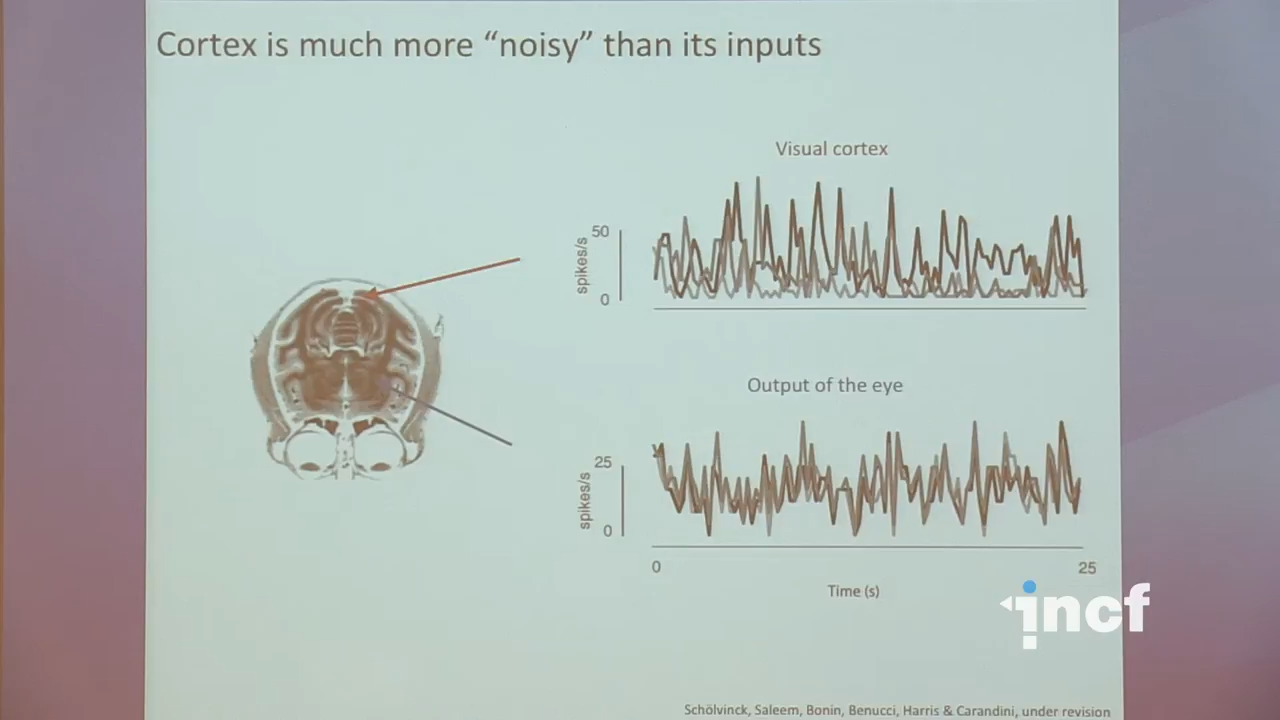 Cortex is much more “noisy” than its inputs
Visual cortex
50
spikes/s
0
Output of the eye
25
spikes/s
0
0
25
Time (s)
incf
Schölvinck, Saleem, Bonin, Benucci, Harris & Carandini, under revision